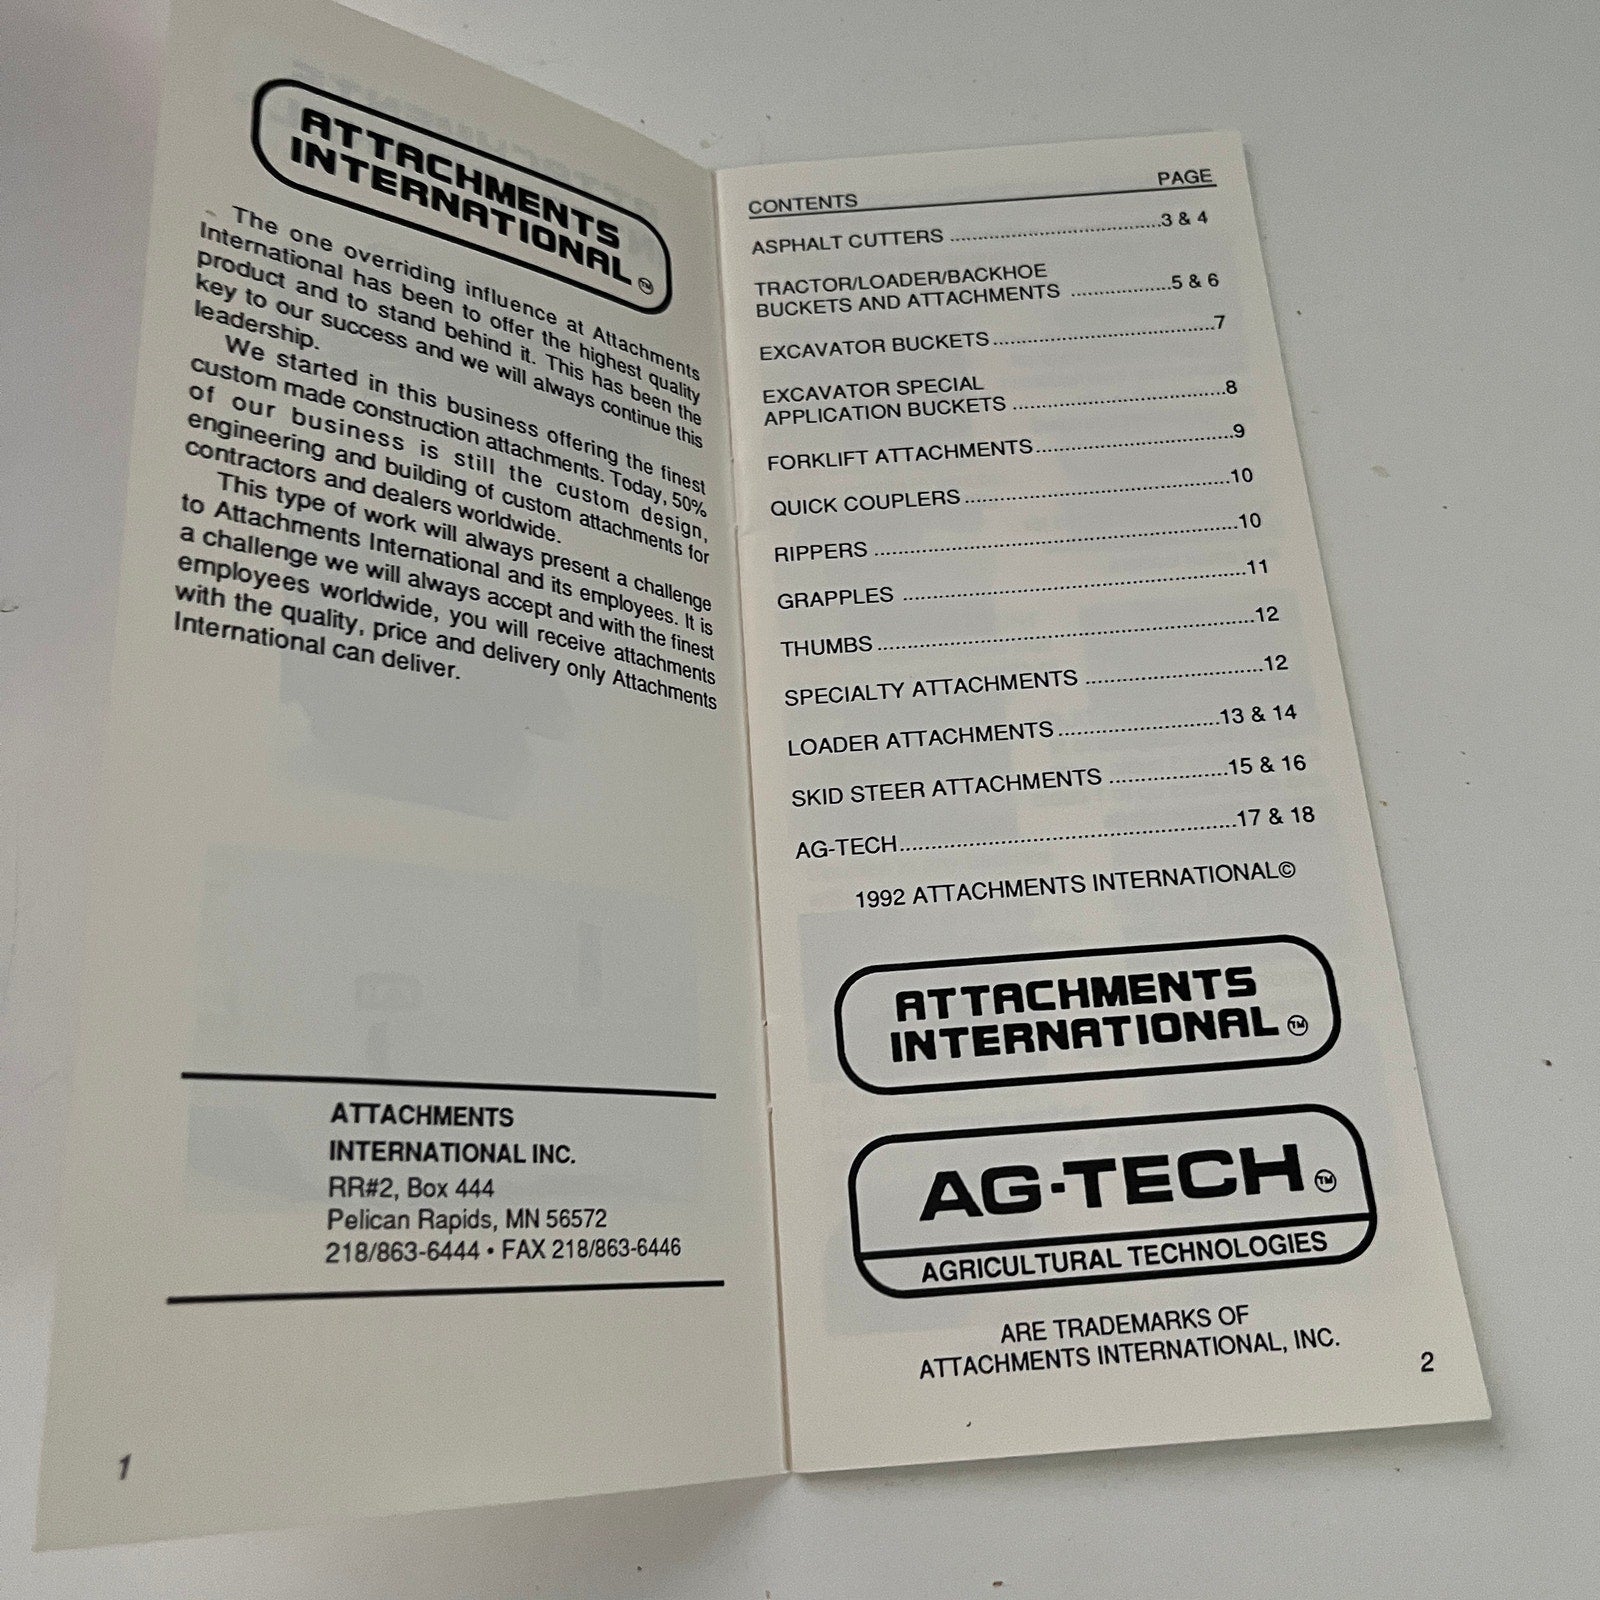 ATTACHMENTS
INTERNATIONAL TM
The one overriding influence at Attachments
International has been to offer the highest quality
product and to stand behind it. This has been the
key to our success and we will always continue this
leadership.
We started in this business offering the finest
custom made construction attachments. Today, 50%
of our business is still the custom design,
engineering and building of custom attachments for
contractors and dealers worldwide.
This type of work will always present a challenge
to Attachments International and its employees. It is
a challenge we will always accept and with the finest
employees worldwide, you will receive attachments
with the quality, price and delivery only Attachments
International can deliver.
ATTACHMENTS
INTERNATIONAL INC.
RR#2, Box 444
Pelican Rapids, MN 56572
218/863-6444 • FAX 218/863-6446
1
CONTENTS PAGE
ASPHALT CUTTERS ....................................3 & 4
TRACTOR/LOADER/BACKHOE
BUCKETS AND ATTACHMENTS .................5 & 6
EXCAVATOR BUCKETS.....................................7
EXCAVATOR SPECIAL
APPLICATION BUCKETS ....................................8
FORKLIFT ATTACHMENTS.................................9
QUICK COUPLERS............................................10
RIPPERS ............................................................10
GRAPPLES .........................................................11
THUMBS..............................................................12
SPECIALTY ATTACHMENTS .............................12
LOADER ATTACHMENTS...........................13 & 14
SKID STEER ATTACHMENTS ...................15 & 16
AG-TECH.....................................................17 & 18
1992 ATTACHMENTS INTERNATIONAL©
ATTACHMENTS
INTERNATIONAL TM
AG-TECH TM
AGRICULTURAL TECHNOLOGIES
ARE TRADEMARKS OF
ATTACHMENTS INTERNATIONAL, INC.
2